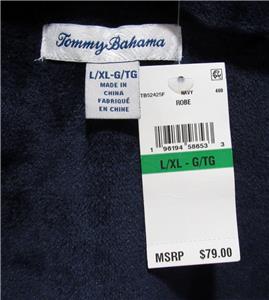 Tommy Bahama
L/XL-G/TG
MADE IN
CHINA
FABRIQUÉ
EN CHINE
TB52425F NAVY 400
ROBE
1 96194 58653 3
L/XL - G/TG
MSRP $79.00